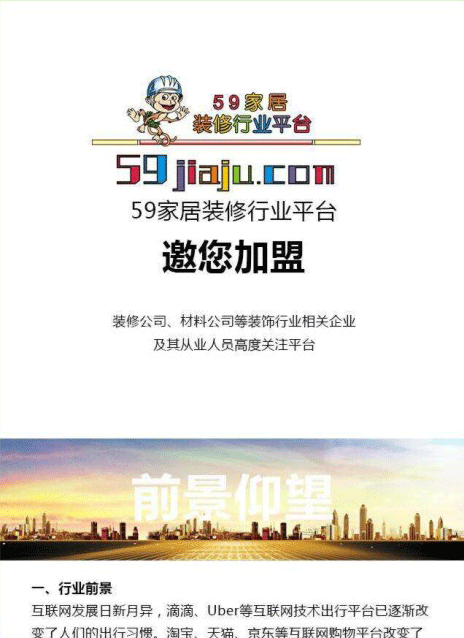 59家居
装修行业平台
59jiaju.com
59家居装修行业平台
邀您加盟
装修公司、材料公司等装饰行业相关企业
及其从业人员高度关注平台
前景仰望
一、行业前景
互联网发展日新月异，滴滴、Uber等互联网技术出行平台已逐渐改
变了人们的出行习惯。淘宝、天猫、京东等互联网购物平台改变了